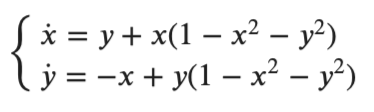 ẋ = y + x(1 − x² − y²)
ẏ = −x + y(1 − x² − y²)